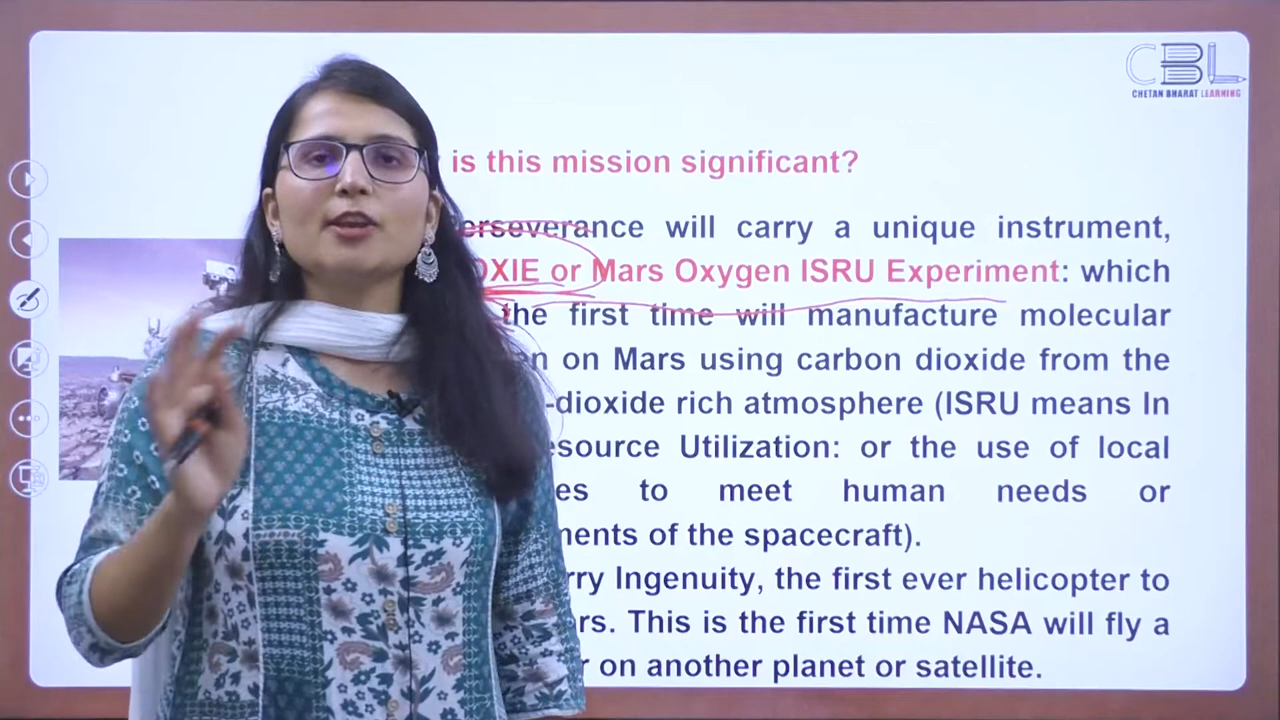 CBL
CHETAN BHARAT LEARNING
is this mission significant?
erseverance will carry a unique instrument,
OXIE or Mars Oxygen ISRU Experiment: which
the first time will manufacture molecular
en on Mars using carbon dioxide from the
-dioxide rich atmosphere (ISRU means In
esource Utilization: or the use of local
es to meet human needs or
ments of the spacecraft).
rry Ingenuity, the first ever helicopter to
rs. This is the first time NASA will fly a
r on another planet or satellite.